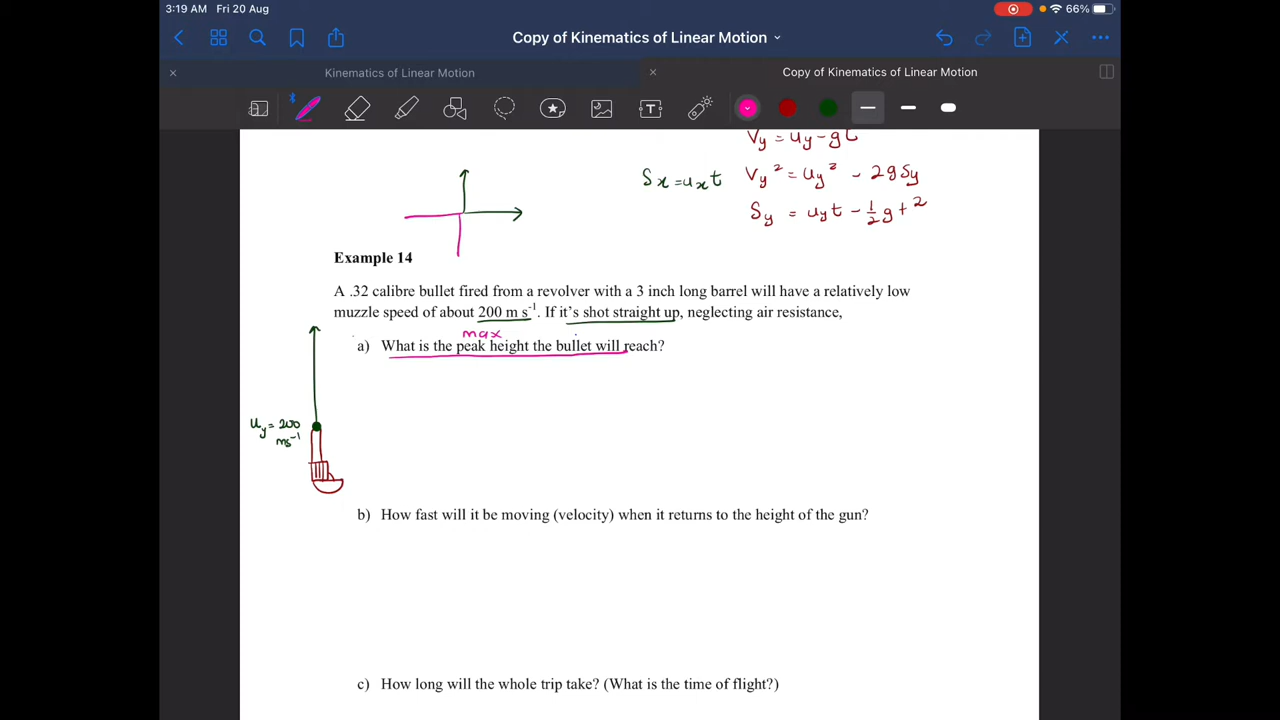 3:19 AM Fri 20 Aug
66%
Copy of Kinematics of Linear Motion
Kinematics of Linear Motion
Copy of Kinematics of Linear Motion
Vy = uy - gt
Sx = uxt
Vy² = uy² - 2gSy
Sy = uyt - 1/2 gt²
Example 14
A .32 calibre bullet fired from a revolver with a 3 inch long barrel will have a relatively low
muzzle speed of about 200 m s⁻¹. If it's shot straight up, neglecting air resistance,
max
a) What is the peak height the bullet will reach?
uy = 200
ms⁻¹
b) How fast will it be moving (velocity) when it returns to the height of the gun?
c) How long will the whole trip take? (What is the time of flight?)